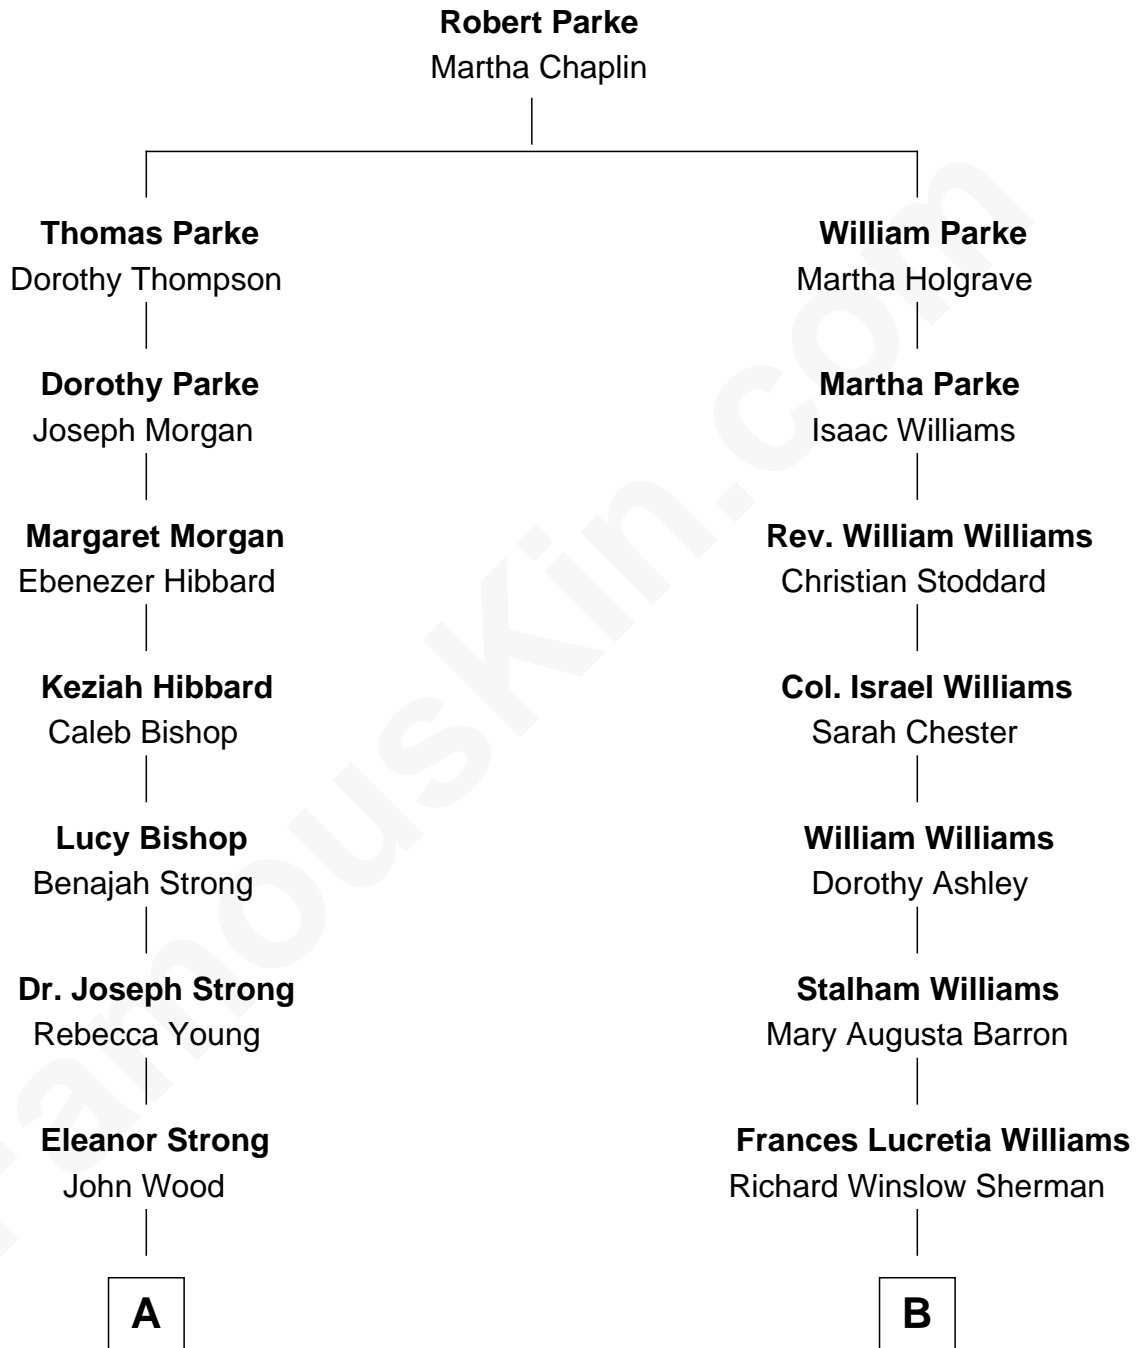 Robert Parke
Martha Chaplin
Thomas Parke
Dorothy Thompson
William Parke
Martha Holgrave
Dorothy Parke
Joseph Morgan
Martha Parke
Isaac Williams
Margaret Morgan
Ebenezer Hibbard
Rev. William Williams
Christian Stoddard
Keziah Hibbard
Caleb Bishop
Col. Israel Williams
Sarah Chester
Lucy Bishop
Benajah Strong
William Williams
Dorothy Ashley
Dr. Joseph Strong
Rebecca Young
Stalham Williams
Mary Augusta Barron
Eleanor Strong
John Wood
Frances Lucretia Williams
Richard Winslow Sherman
A
B
FamousKin.com